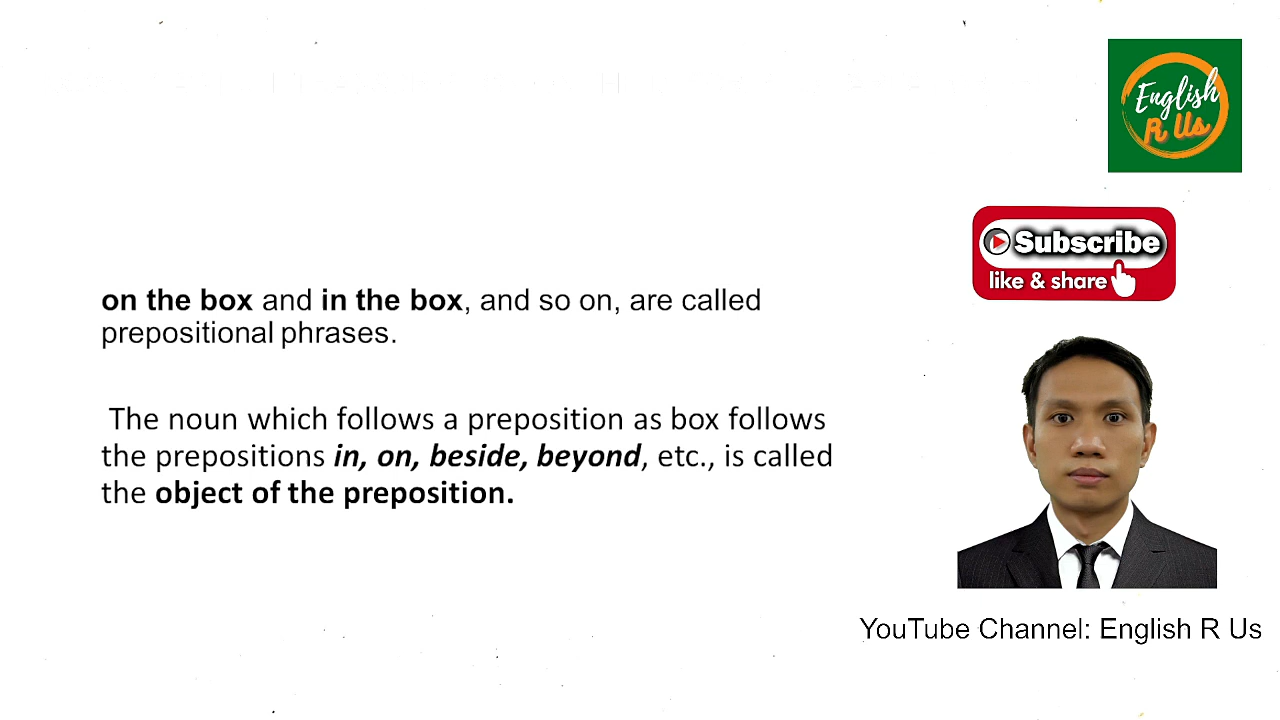 English
R Us
Subscribe
like & share
on the box and in the box, and so on, are called
prepositional phrases.
The noun which follows a preposition as box follows
the prepositions in, on, beside, beyond, etc., is called
the object of the preposition.
YouTube Channel: English R Us